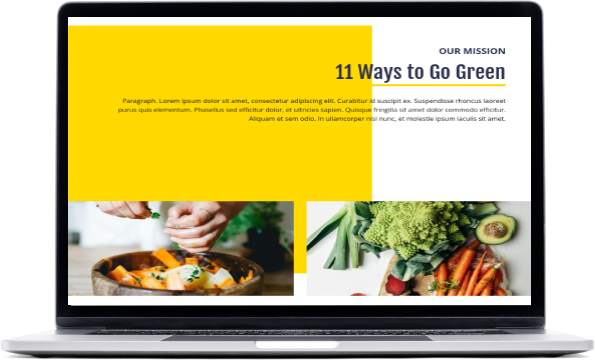 OUR MISSION
11 Ways to Go Green
Paragraph. Lorem ipsum dolor sit amet, consectetur adipiscing elit. Curabitur id suscipit ex. Suspendisse rhoncus laoreet
purus quis elementum. Phasellus sed efficitur dolor, et ultricies sapien. Quisque fringilla sit amet dolor commodo efficitur.
Aliquam et sem odio. In ullamcorper nisi nunc, et molestie ipsum iaculis sit amet.